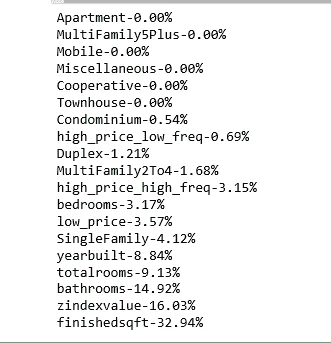 Apartment-0.00%
MultiFamily5Plus-0.00%
Mobile-0.00%
Miscellaneous-0.00%
Cooperative-0.00%
Townhouse-0.00%
Condominium-0.54%
high_price_low_freq-0.69%
Duplex-1.21%
MultiFamily2To4-1.68%
high_price_high_freq-3.15%
bedrooms-3.17%
low_price-3.57%
SingleFamily-4.12%
yearbuilt-8.84%
totalrooms-9.13%
bathrooms-14.92%
zindexvalue-16.03%
finishedsqft-32.94%